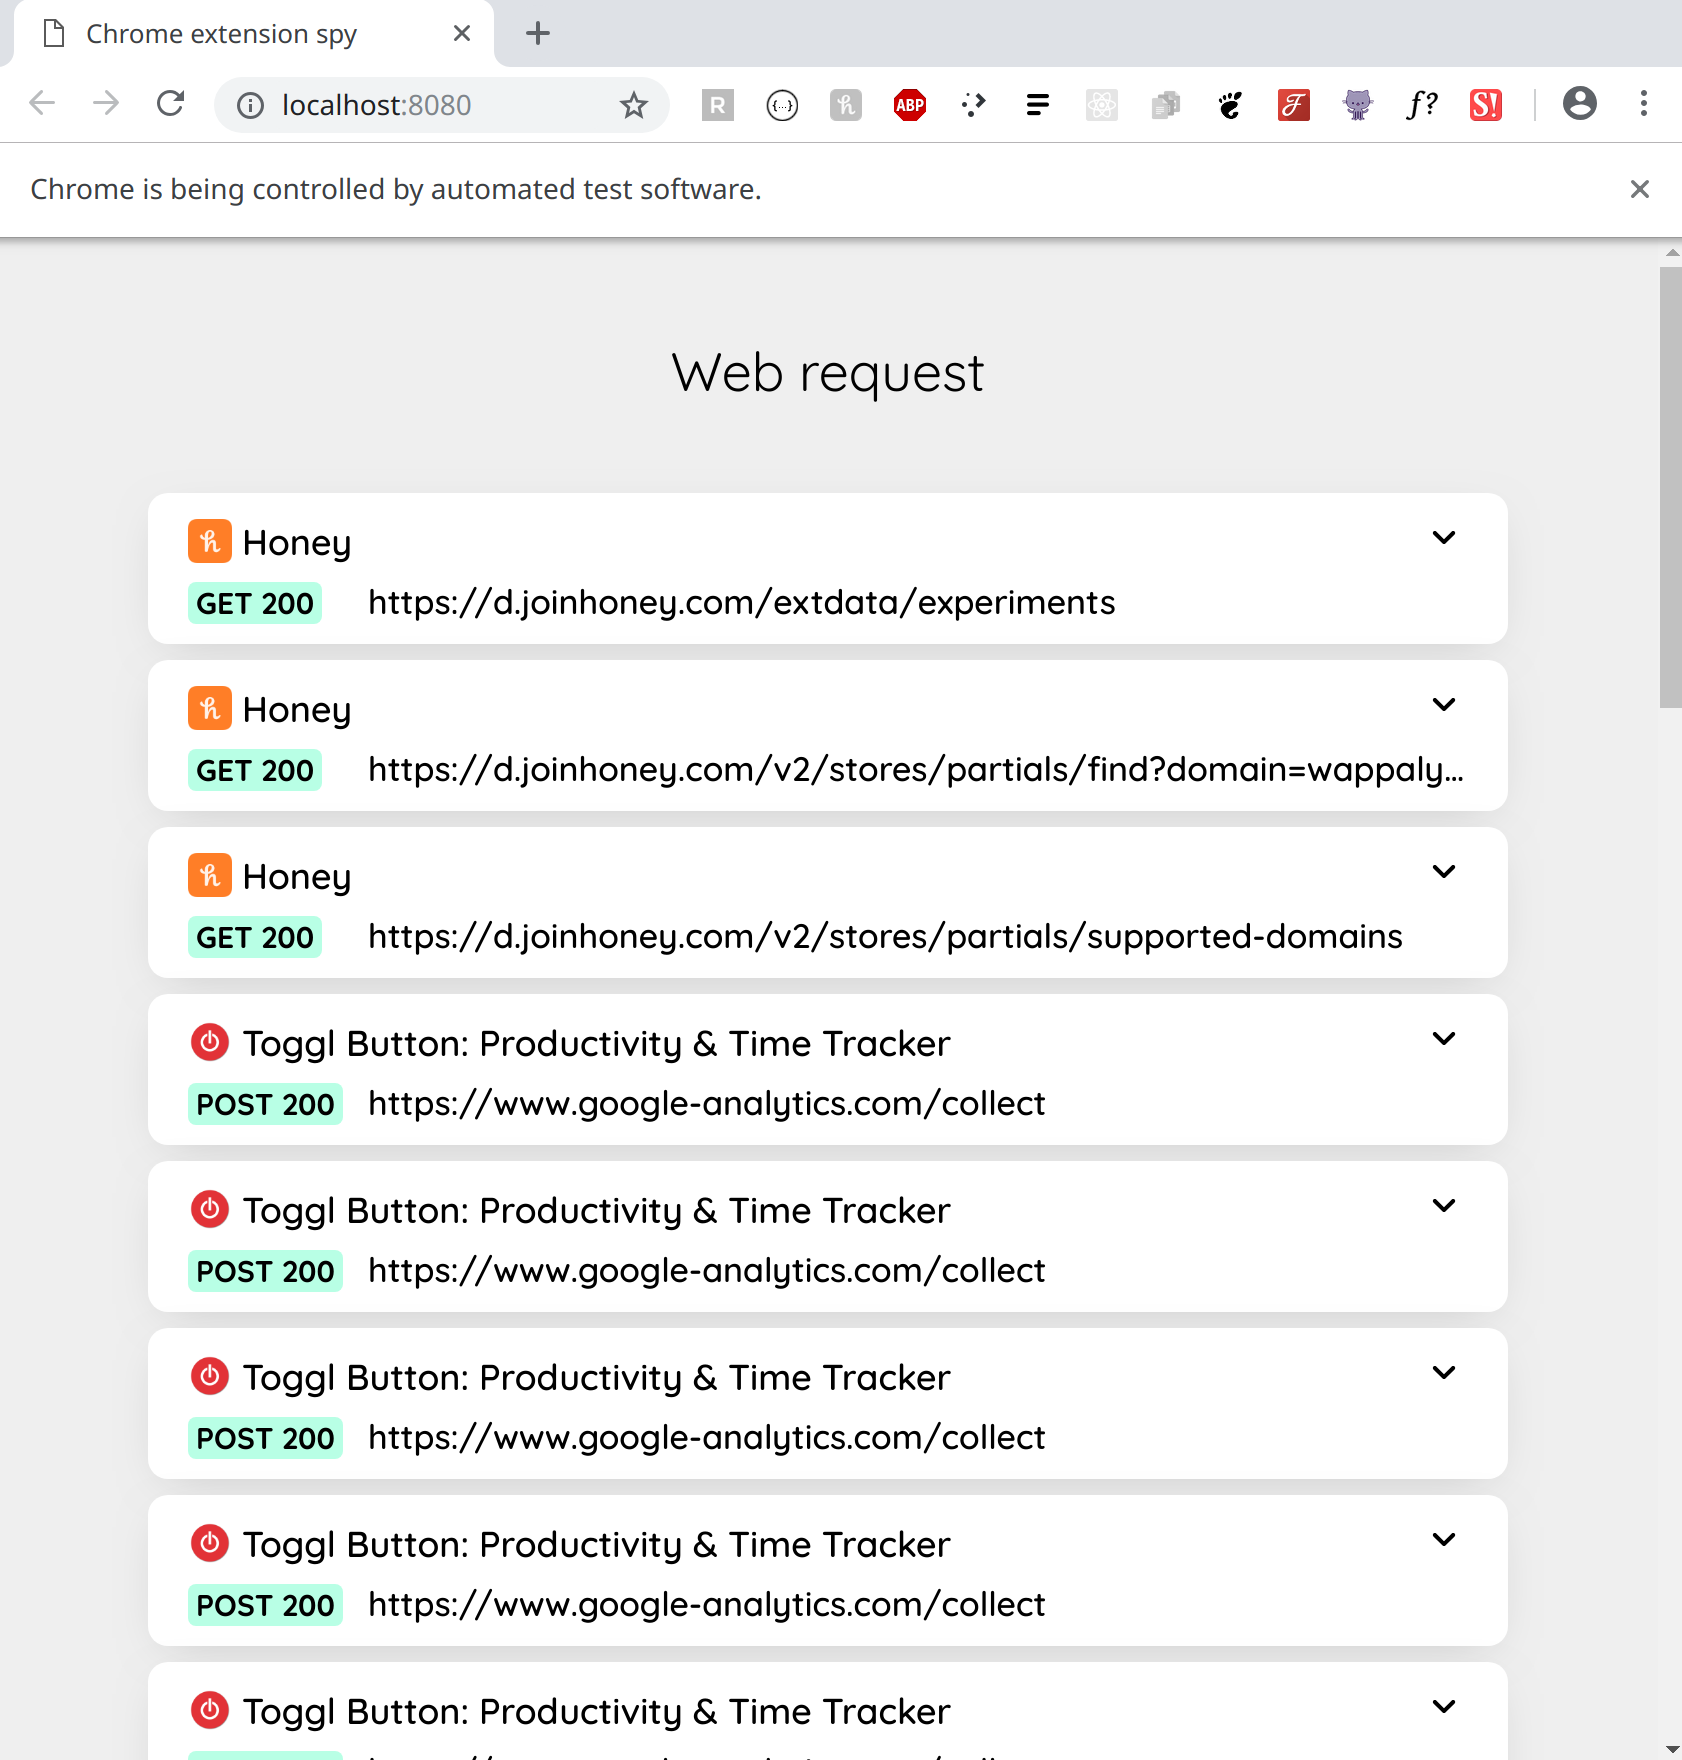 Chrome extension spy
localhost:8080
R
{...}
ABP
f?
S!
Chrome is being controlled by automated test software.
Web request
Honey
GET 200 https://d.joinhoney.com/extdata/experiments
Honey
GET 200 https://d.joinhoney.com/v2/stores/partials/find?domain=wappaly...
Honey
GET 200 https://d.joinhoney.com/v2/stores/partials/supported-domains
Toggl Button: Productivity & Time Tracker
POST 200 https://www.google-analytics.com/collect
Toggl Button: Productivity & Time Tracker
POST 200 https://www.google-analytics.com/collect
Toggl Button: Productivity & Time Tracker
POST 200 https://www.google-analytics.com/collect
Toggl Button: Productivity & Time Tracker
POST 200 https://www.google-analytics.com/collect
Toggl Button: Productivity & Time Tracker